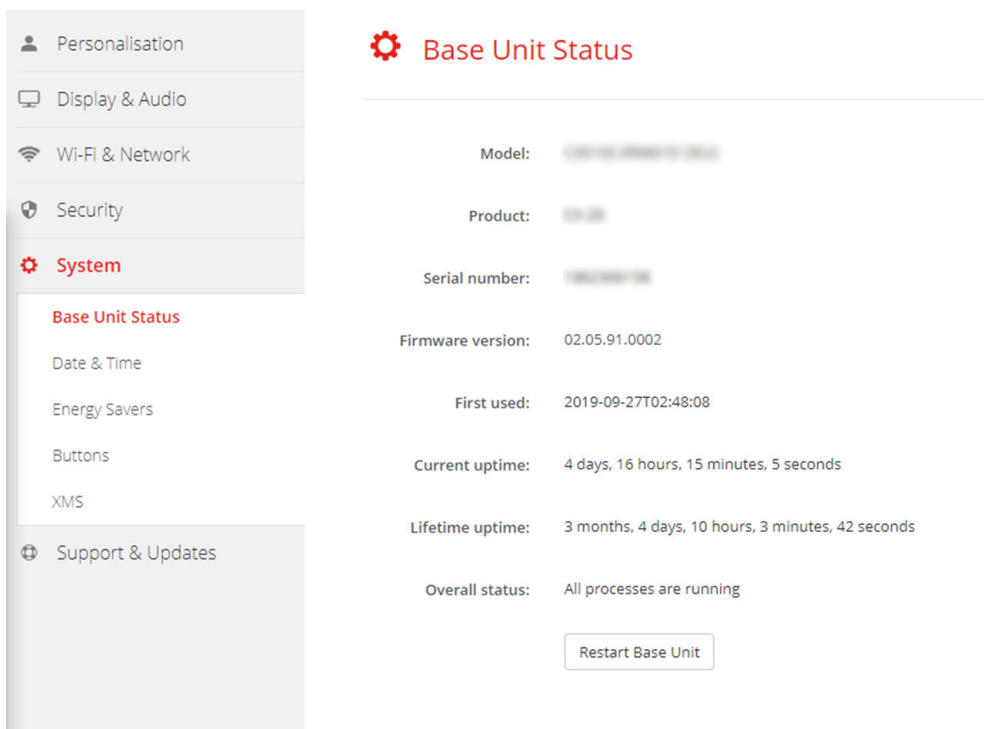 Personalisation
Display & Audio
Wi-Fi & Network
Security
System
Base Unit Status
Date & Time
Energy Savers
Buttons
XMS
Support & Updates
Base Unit Status
Model:
Product:
Serial number:
Firmware version: 02.05.91.0002
First used: 2019-09-27T02:48:08
Current uptime: 4 days, 16 hours, 15 minutes, 5 seconds
Lifetime uptime: 3 months, 4 days, 10 hours, 3 minutes, 42 seconds
Overall status: All processes are running
Restart Base Unit